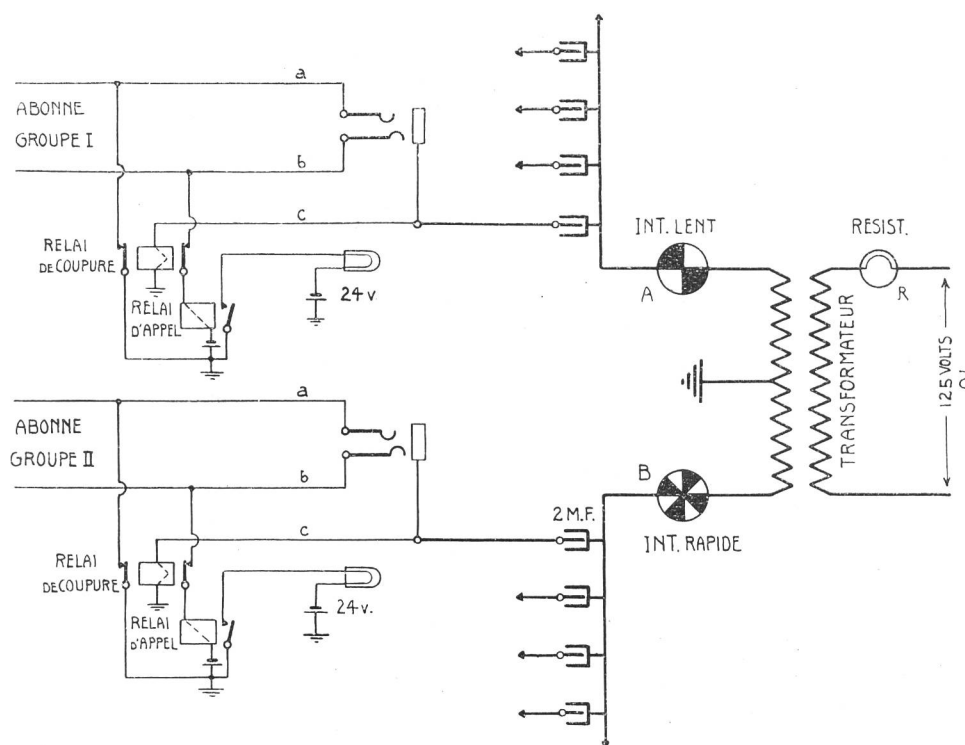 a
ABONNE
GROUPE I
b
c
RELAI
DE COUPURE
RELAI
D'APPEL
24 v
INT. LENT
A
RESIST.
R
TRANSFORMATEUR
125 VOLTS
a
ABONNE
GROUPE II
b
c
RELAI
DE COUPURE
RELAI
D'APPEL
24 v.
2 M.F.
B
INT. RAPIDE